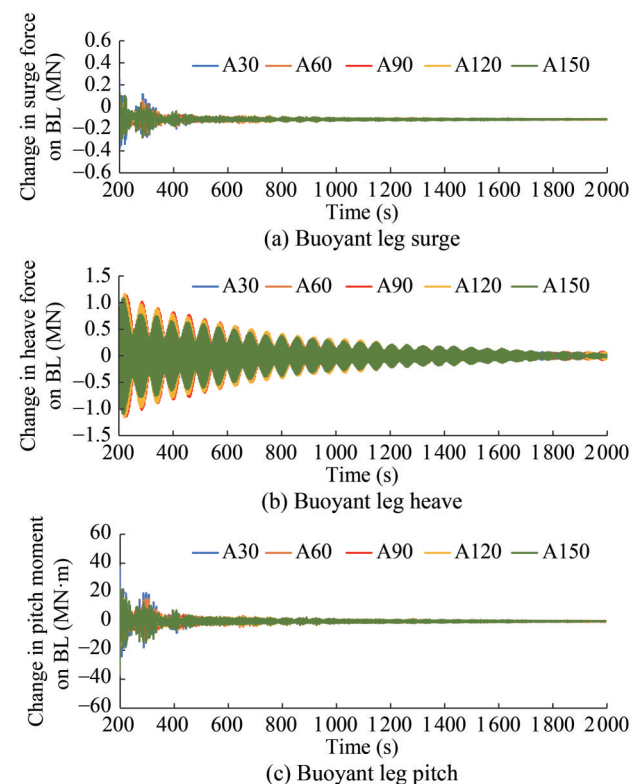 Change in surge force
on BL (MN)
0.6
0.4
0.2
0
−0.2
−0.4
−0.6
A30 A60 A90 A120 A150
200 400 600 800 1 000 1 200 1 400 1 600 1 800 2 000
Time (s)
(a) Buoyant leg surge
Change in heave force
on BL (MN)
1.5
1.0
0.5
0
−0.5
−1.0
−1.5
A30 A60 A90 A120 A150
200 400 600 800 1 000 1 200 1 400 1 600 1 800 2 000
Time (s)
(b) Buoyant leg heave
Change in pitch moment
on BL (MN·m)
60
40
20
0
−20
−40
−60
A30 A60 A90 A120 A150
200 400 600 800 1 000 1 200 1 400 1 600 1 800 2 000
Time (s)
(c) Buoyant leg pitch